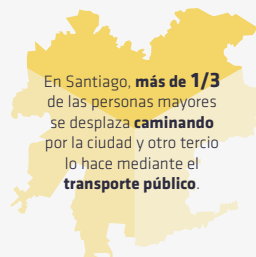 En Santiago, más de 1/3
de las personas mayores
se desplaza caminando
por la ciudad y otro tercio
lo hace mediante el
transporte público.